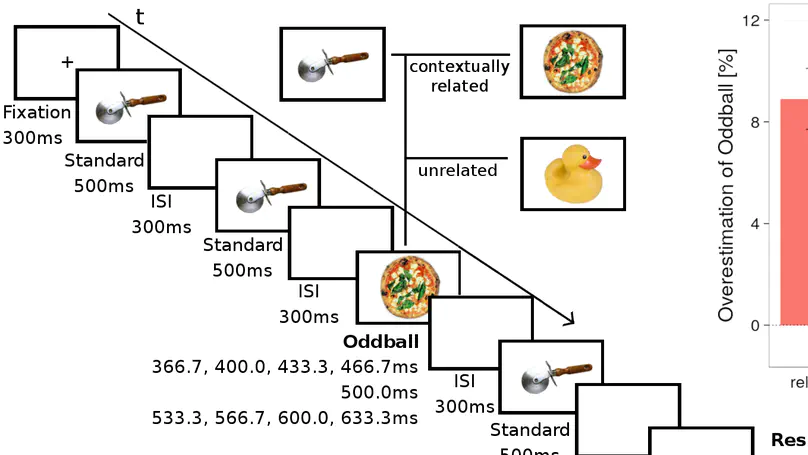 t
+
Fixation
300ms
Standard
500ms
ISI
300ms
Standard
500ms
ISI
300ms
Oddball
366.7, 400.0, 433.3, 466.7ms
500.0ms
533.3, 566.7, 600.0, 633.3ms
ISI
300ms
Standard
500ms
contextually
related
unrelated
Overestimation of Oddball [%]
12
8
4
0
rel
Res